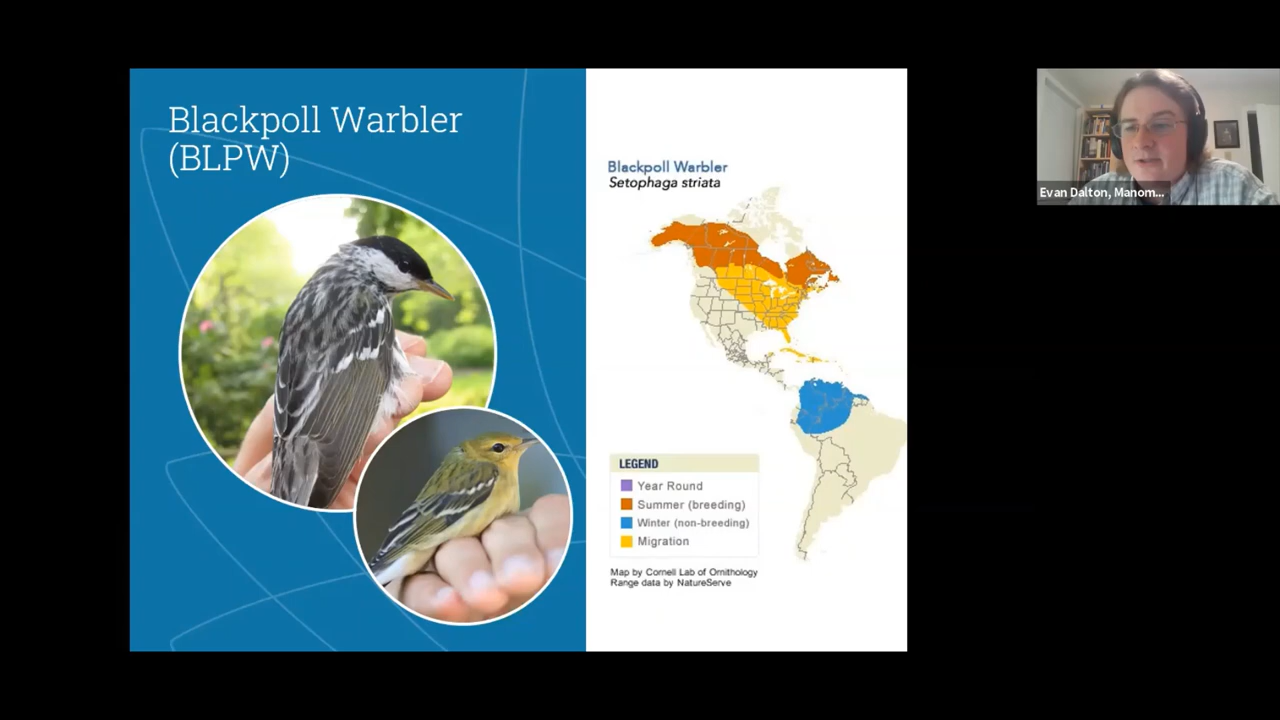 Blackpoll Warbler
(BLPW)
Blackpoll Warbler
Setophaga striata
LEGEND
Year Round
Summer (breeding)
Winter (non-breeding)
Migration
Map by Cornell Lab of Ornithology
Range data by NatureServe
Evan Dalton, Manom...